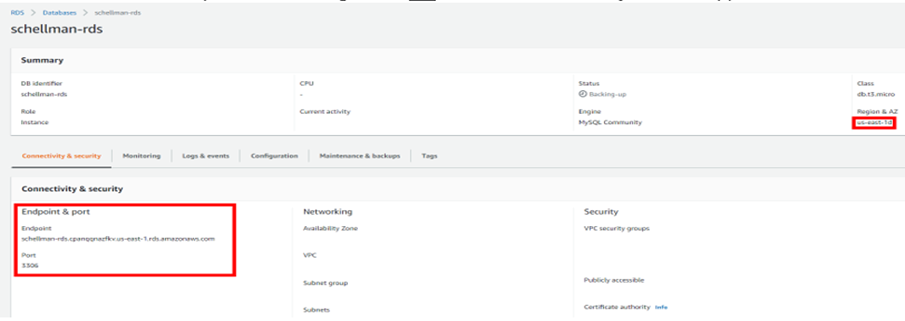 RDS > Databases > schellman-rds
schellman-rds
Summary
DB identifier CPU Status Class
schellman-rds - Backing-up db.t3.micro
Role Current activity Engine Region & AZ
Instance MySQL Community us-east-1d
Connectivity & security Monitoring Logs & events Configuration Maintenance & backups Tags
Connectivity & security
Endpoint & port Networking Security
Endpoint Availability Zone VPC security groups
schellman-rds.cpanqqnazfkv.us-east-1.rds.amazonaws.com
Port VPC
3306
Subnet group Publicly accessible
Subnets Certificate authority Info